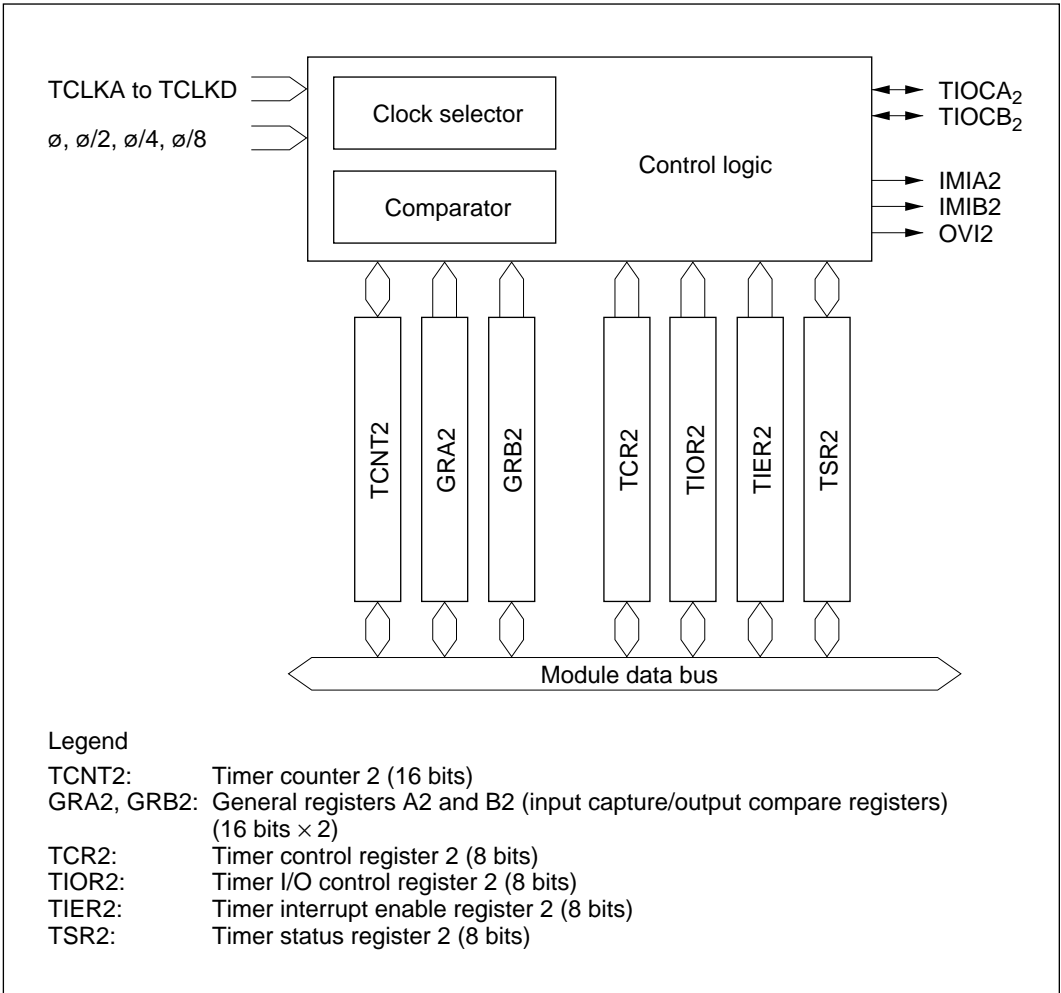 TCLKA to TCLKD
ø, ø/2, ø/4, ø/8
Clock selector
Comparator
Control logic
TIOCA2
TIOCB2
IMIA2
IMIB2
OVI2
TCNT2
GRA2
GRB2
TCR2
TIOR2
TIER2
TSR2
Module data bus
Legend
TCNT2: Timer counter 2 (16 bits)
GRA2, GRB2: General registers A2 and B2 (input capture/output compare registers)
(16 bits × 2)
TCR2: Timer control register 2 (8 bits)
TIOR2: Timer I/O control register 2 (8 bits)
TIER2: Timer interrupt enable register 2 (8 bits)
TSR2: Timer status register 2 (8 bits)